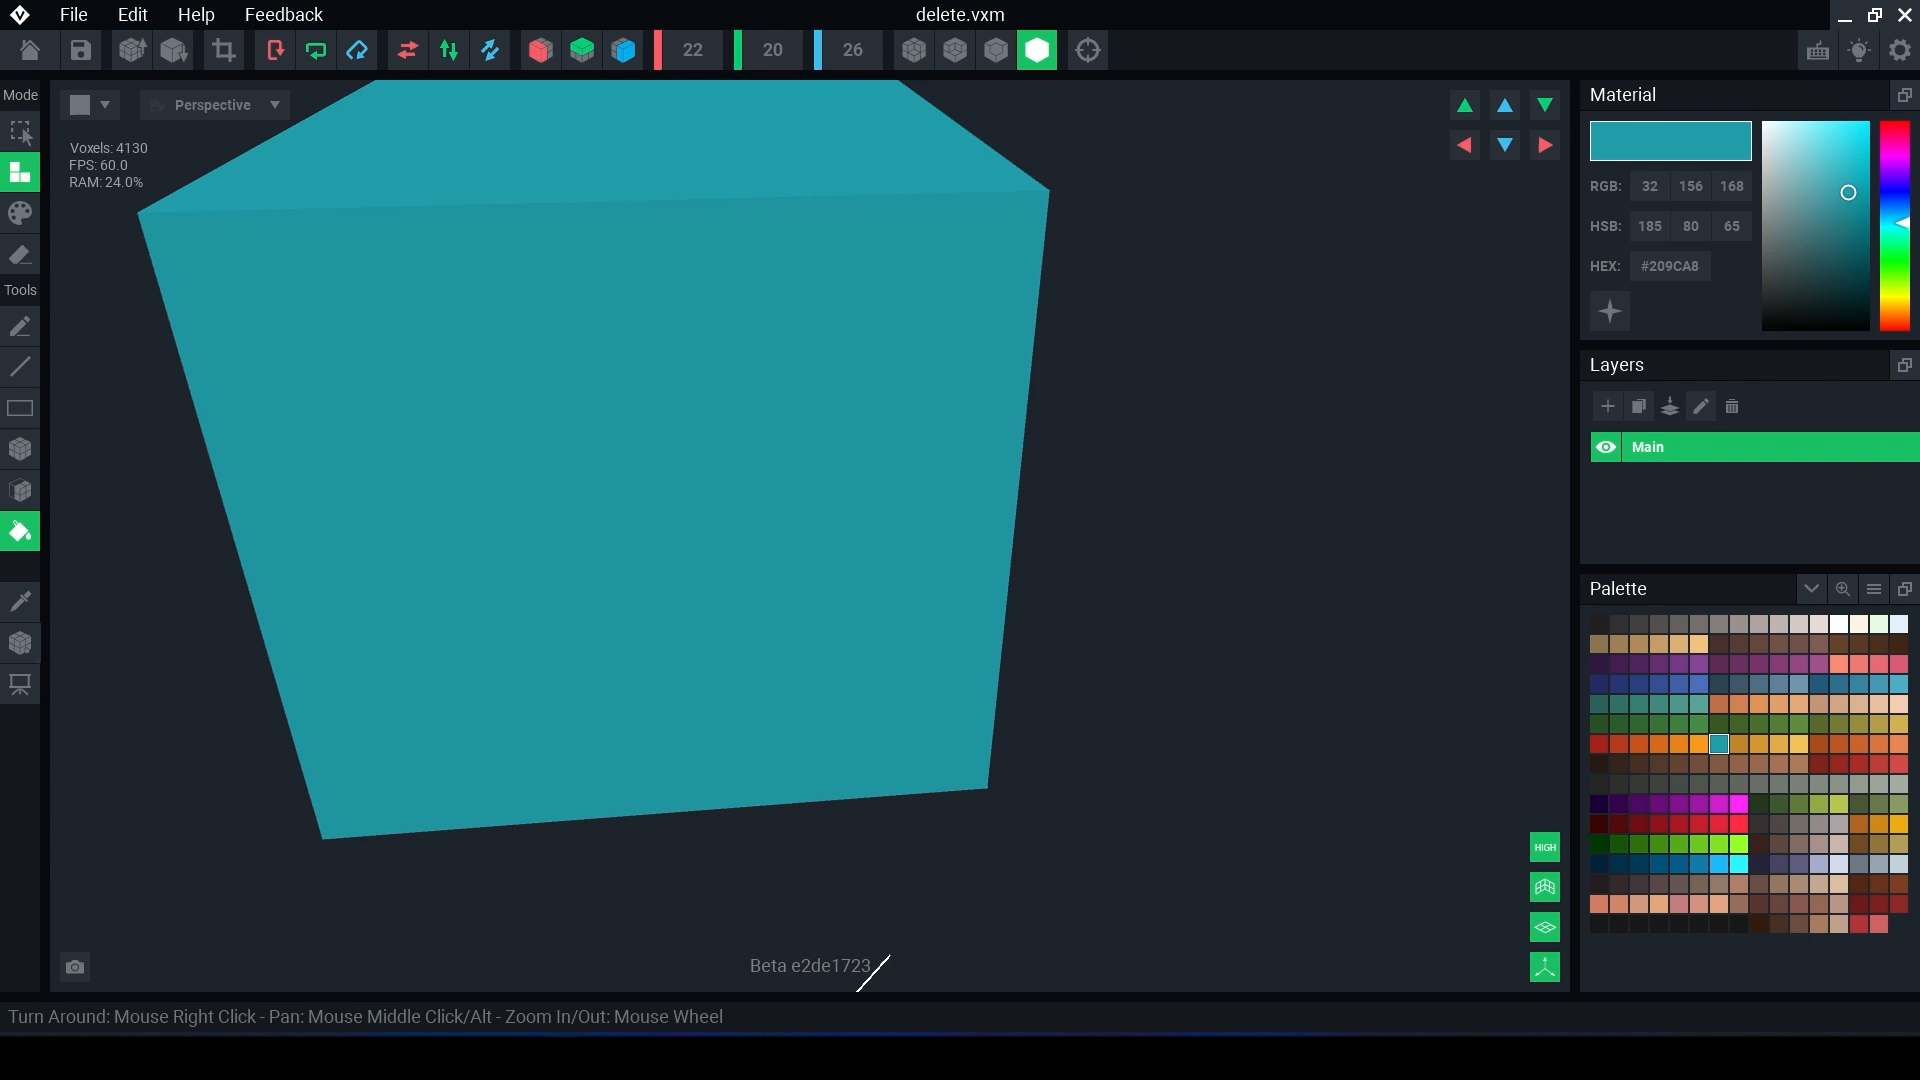 File Edit Help Feedback delete.vxm
22 20 26
Mode
Perspective
Voxels: 4130
FPS: 60.0
RAM: 24.0%
Tools
Material
RGB: 32 156 168
HSB: 185 80 65
HEX: #209CA8
Layers
Main
Palette
HIGH
Beta e2de1723
Turn Around: Mouse Right Click - Pan: Mouse Middle Click/Alt - Zoom In/Out: Mouse Wheel